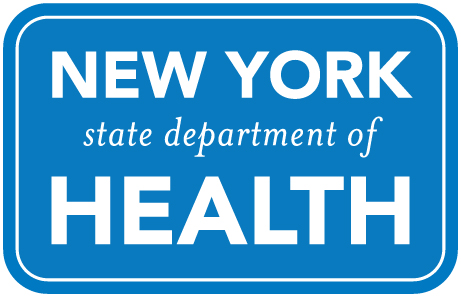 NEW YORK
state department of
HEALTH